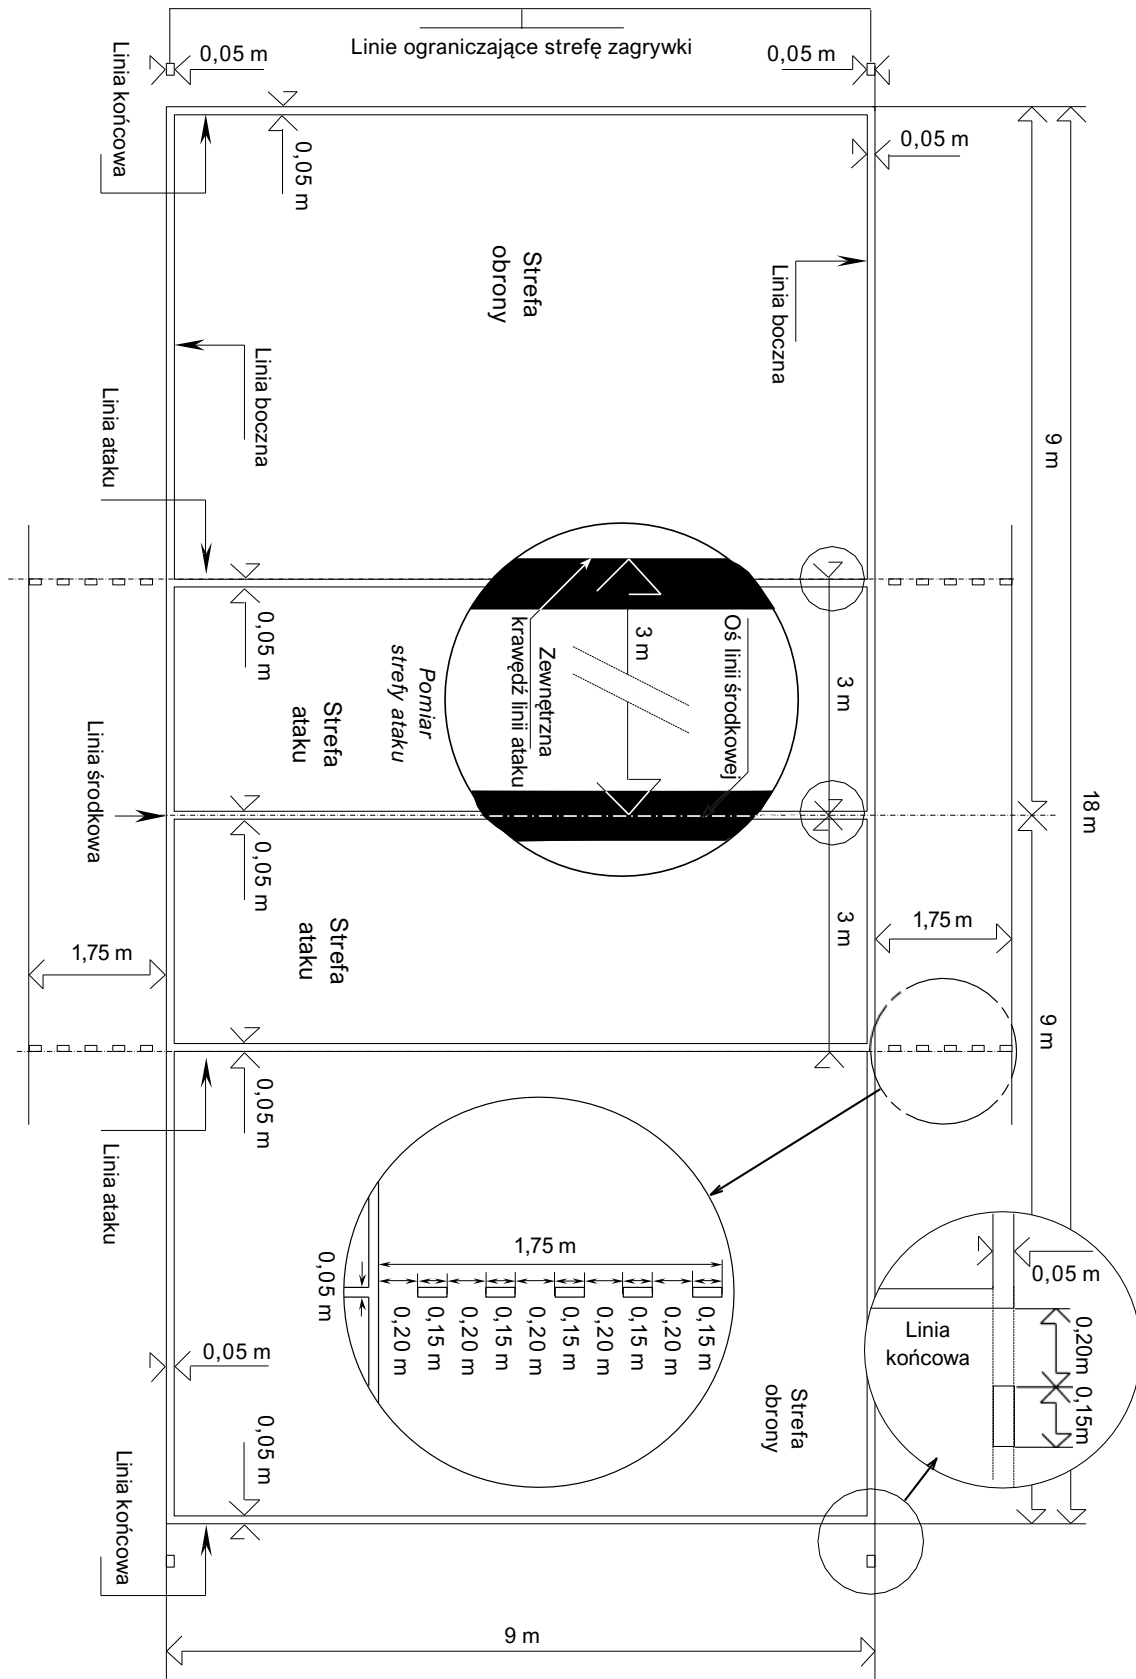 Linie ograniczające strefę zagrywki
0,05 m
0,05 m
Linia końcowa
0,05 m
0,05 m
Strefa
obrony
Linia boczna
Linia boczna
Linia ataku
9 m
18 m
0,05 m
Pomiar
strefy ataku
Strefa
ataku
Zewnętrzna
krawędź linii ataku
3 m
Oś linii środkowej
3 m
Linia środkowa
0,05 m
Strefa
ataku
3 m
1,75 m
1,75 m
9 m
0,05 m
Linia ataku
1,75 m
0,05 m
0,20 m
0,15 m
0,20 m
0,15 m
0,20 m
0,15 m
0,20 m
0,15 m
0,20 m
0,15 m
0,05 m
Linia
końcowa
0,20m
0,15m
0,05 m
Strefa
obrony
0,05 m
Linia końcowa
9 m